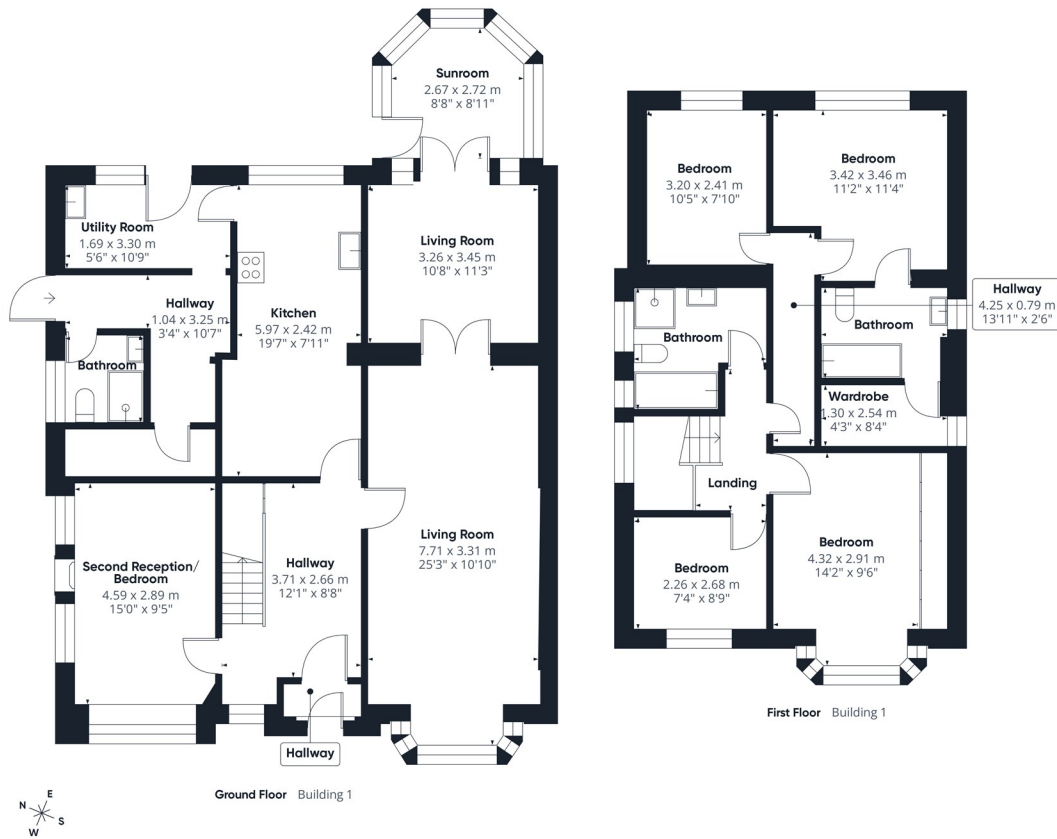 Sunroom
2.67 x 2.72 m
8'8" x 8'11"
Utility Room
1.69 x 3.30 m
5'6" x 10'9"
Living Room
3.26 x 3.45 m
10'8" x 11'3"
Hallway
1.04 x 3.25 m
3'4" x 10'7"
Kitchen
5.97 x 2.42 m
19'7" x 7'11"
Bathroom
Living Room
7.71 x 3.31 m
25'3" x 10'10"
Hallway
3.71 x 2.66 m
12'1" x 8'8"
Second Reception/
Bedroom
4.59 x 2.89 m
15'0" x 9'5"
Hallway
Ground Floor Building 1
Bedroom
3.20 x 2.41 m
10'5" x 7'10"
Bedroom
3.42 x 3.46 m
11'2" x 11'4"
Hallway
4.25 x 0.79 m
13'11" x 2'6"
Bathroom
Bathroom
Wardrobe
1.30 x 2.54 m
4'3" x 8'4"
Landing
Bedroom
4.32 x 2.91 m
14'2" x 9'6"
Bedroom
2.26 x 2.68 m
7'4" x 8'9"
First Floor Building 1
E
N
S
W